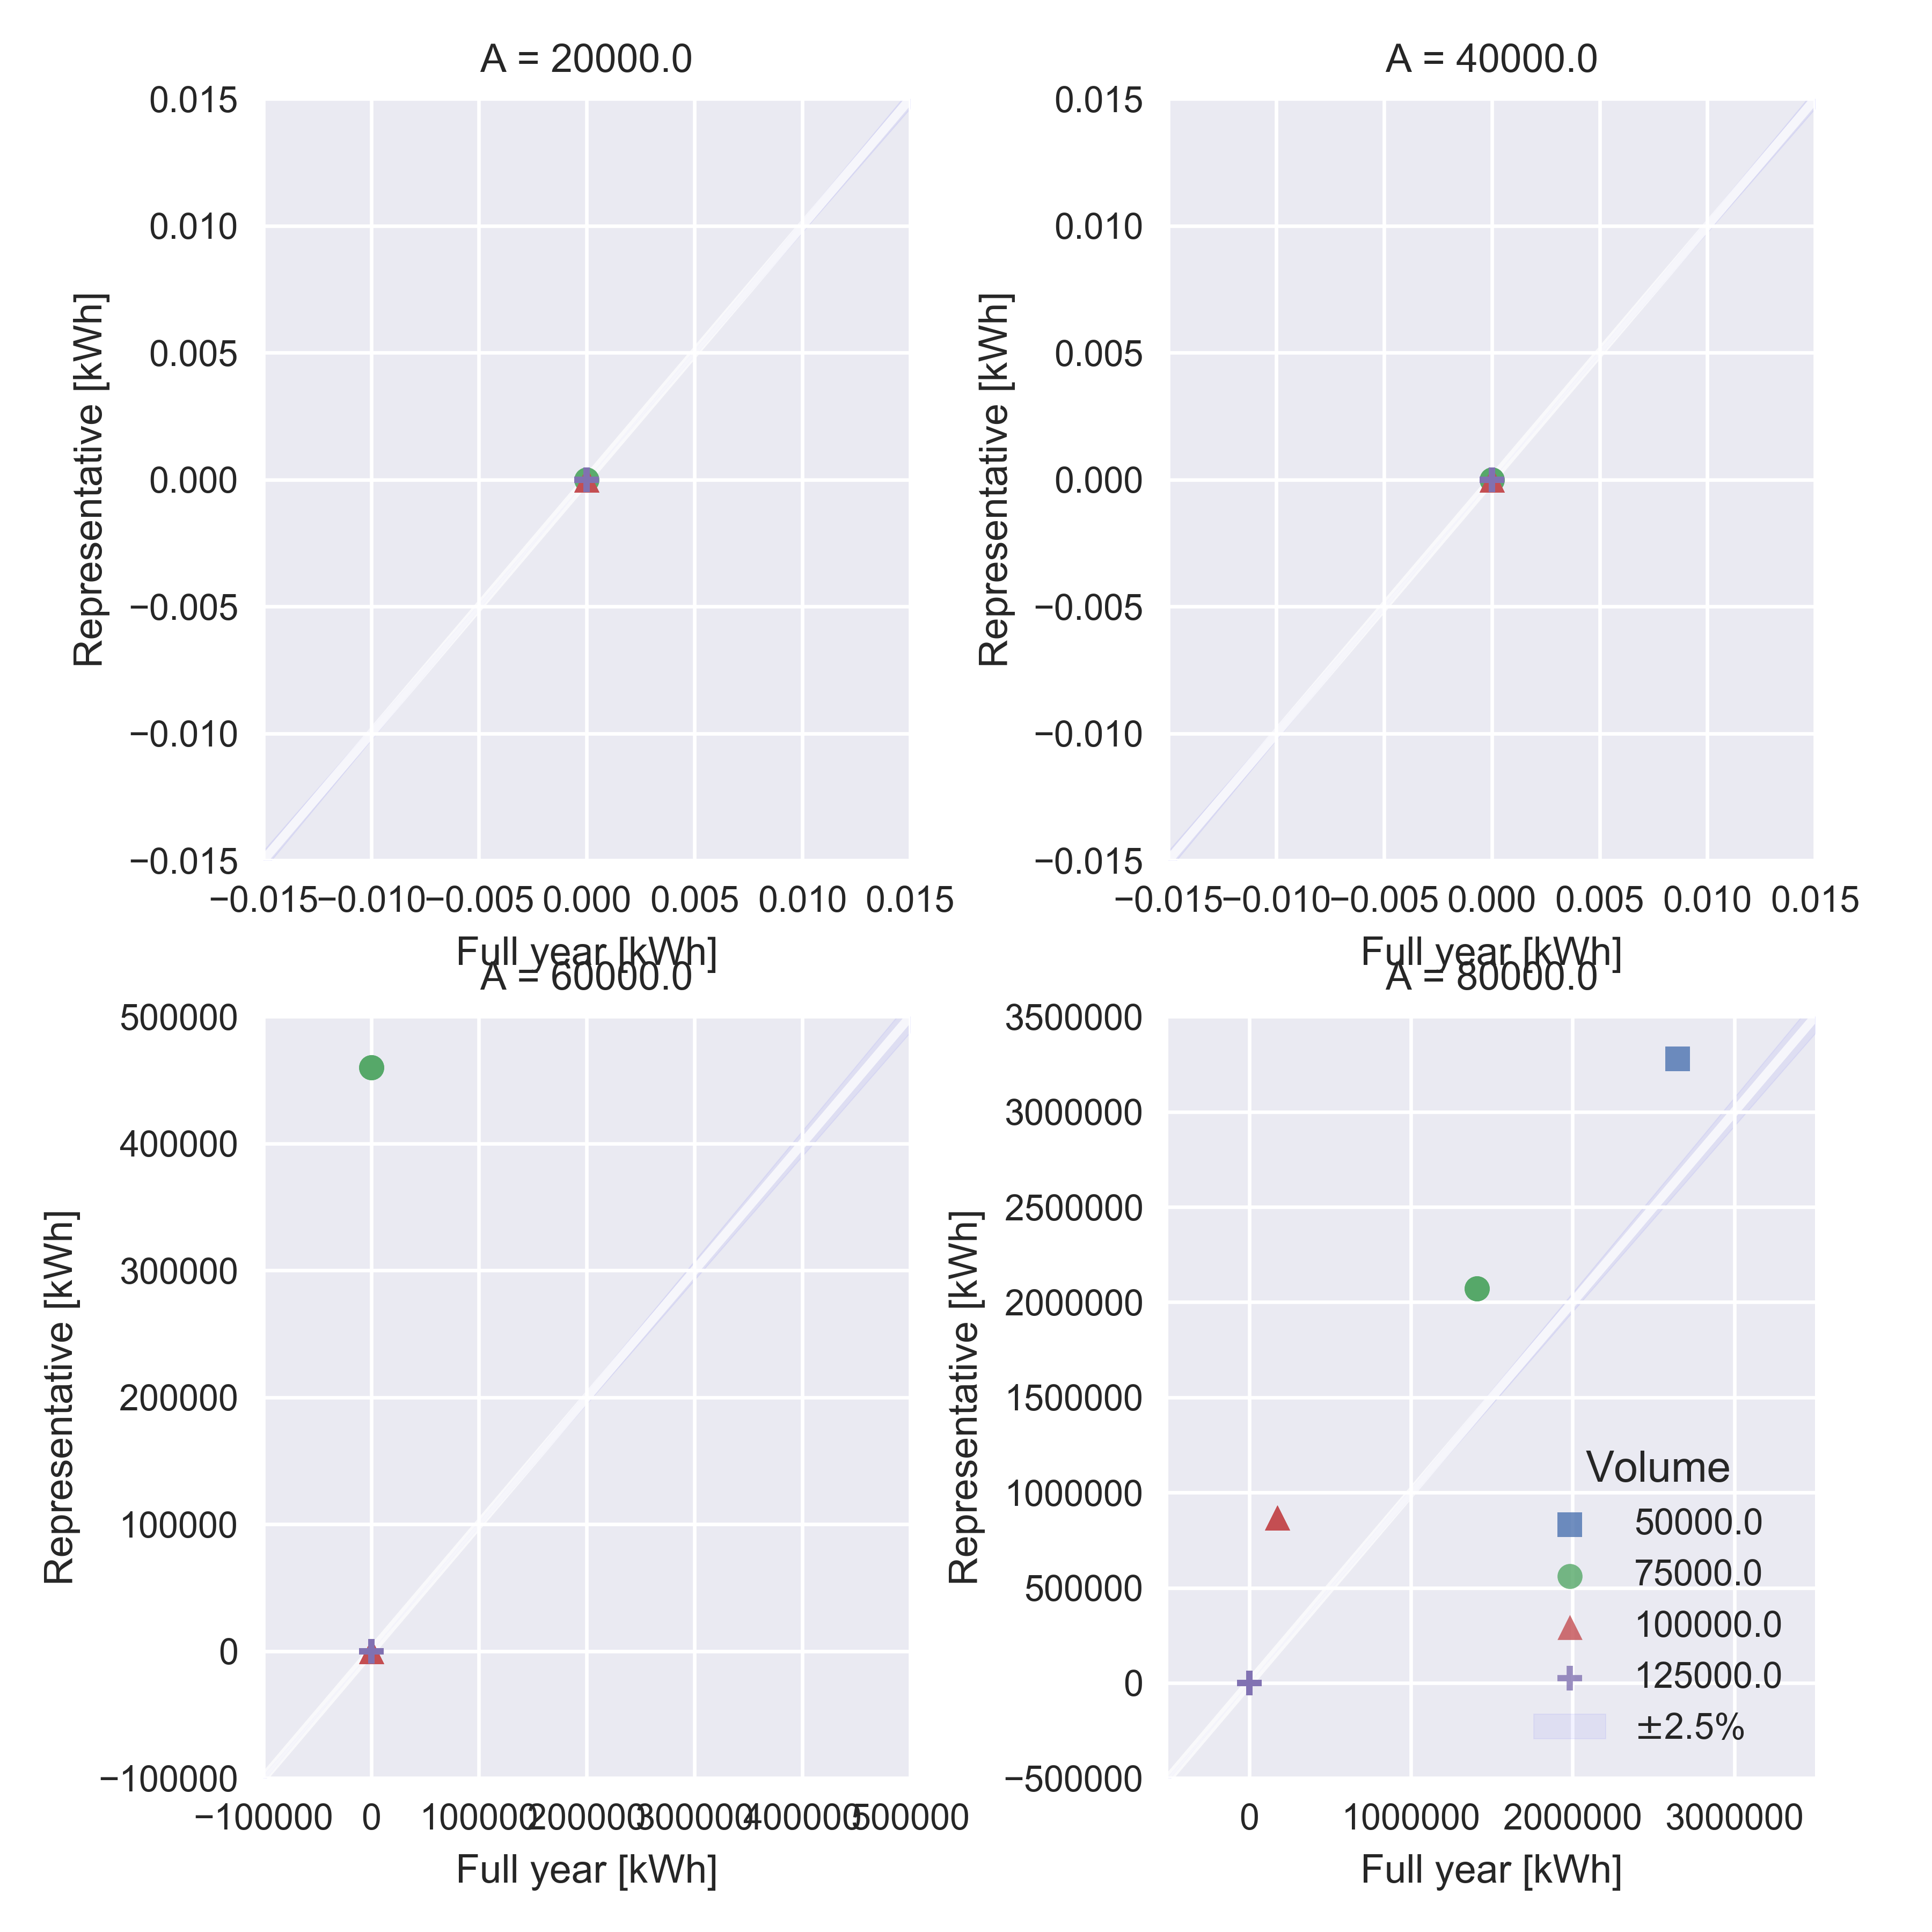 A = 20000.0
0.015
0.010
0.005
0.000
−0.005
−0.010
−0.015
Representative [kWh]
−0.015 −0.010 −0.005 0.000 0.005 0.010 0.015
Full year [kWh]
A = 40000.0
0.015
0.010
0.005
0.000
−0.005
−0.010
−0.015
Representative [kWh]
−0.015 −0.010 −0.005 0.000 0.005 0.010 0.015
Full year [kWh]
A = 60000.0
500000
400000
300000
200000
100000
0
−100000
Representative [kWh]
−100000 0 100000 200000 300000 400000 500000
Full year [kWh]
A = 80000.0
3500000
3000000
2500000
2000000
1500000
1000000
500000
0
−500000
Representative [kWh]
0 1000000 2000000 3000000
Full year [kWh]
Volume
50000.0
75000.0
100000.0
125000.0
±2.5%